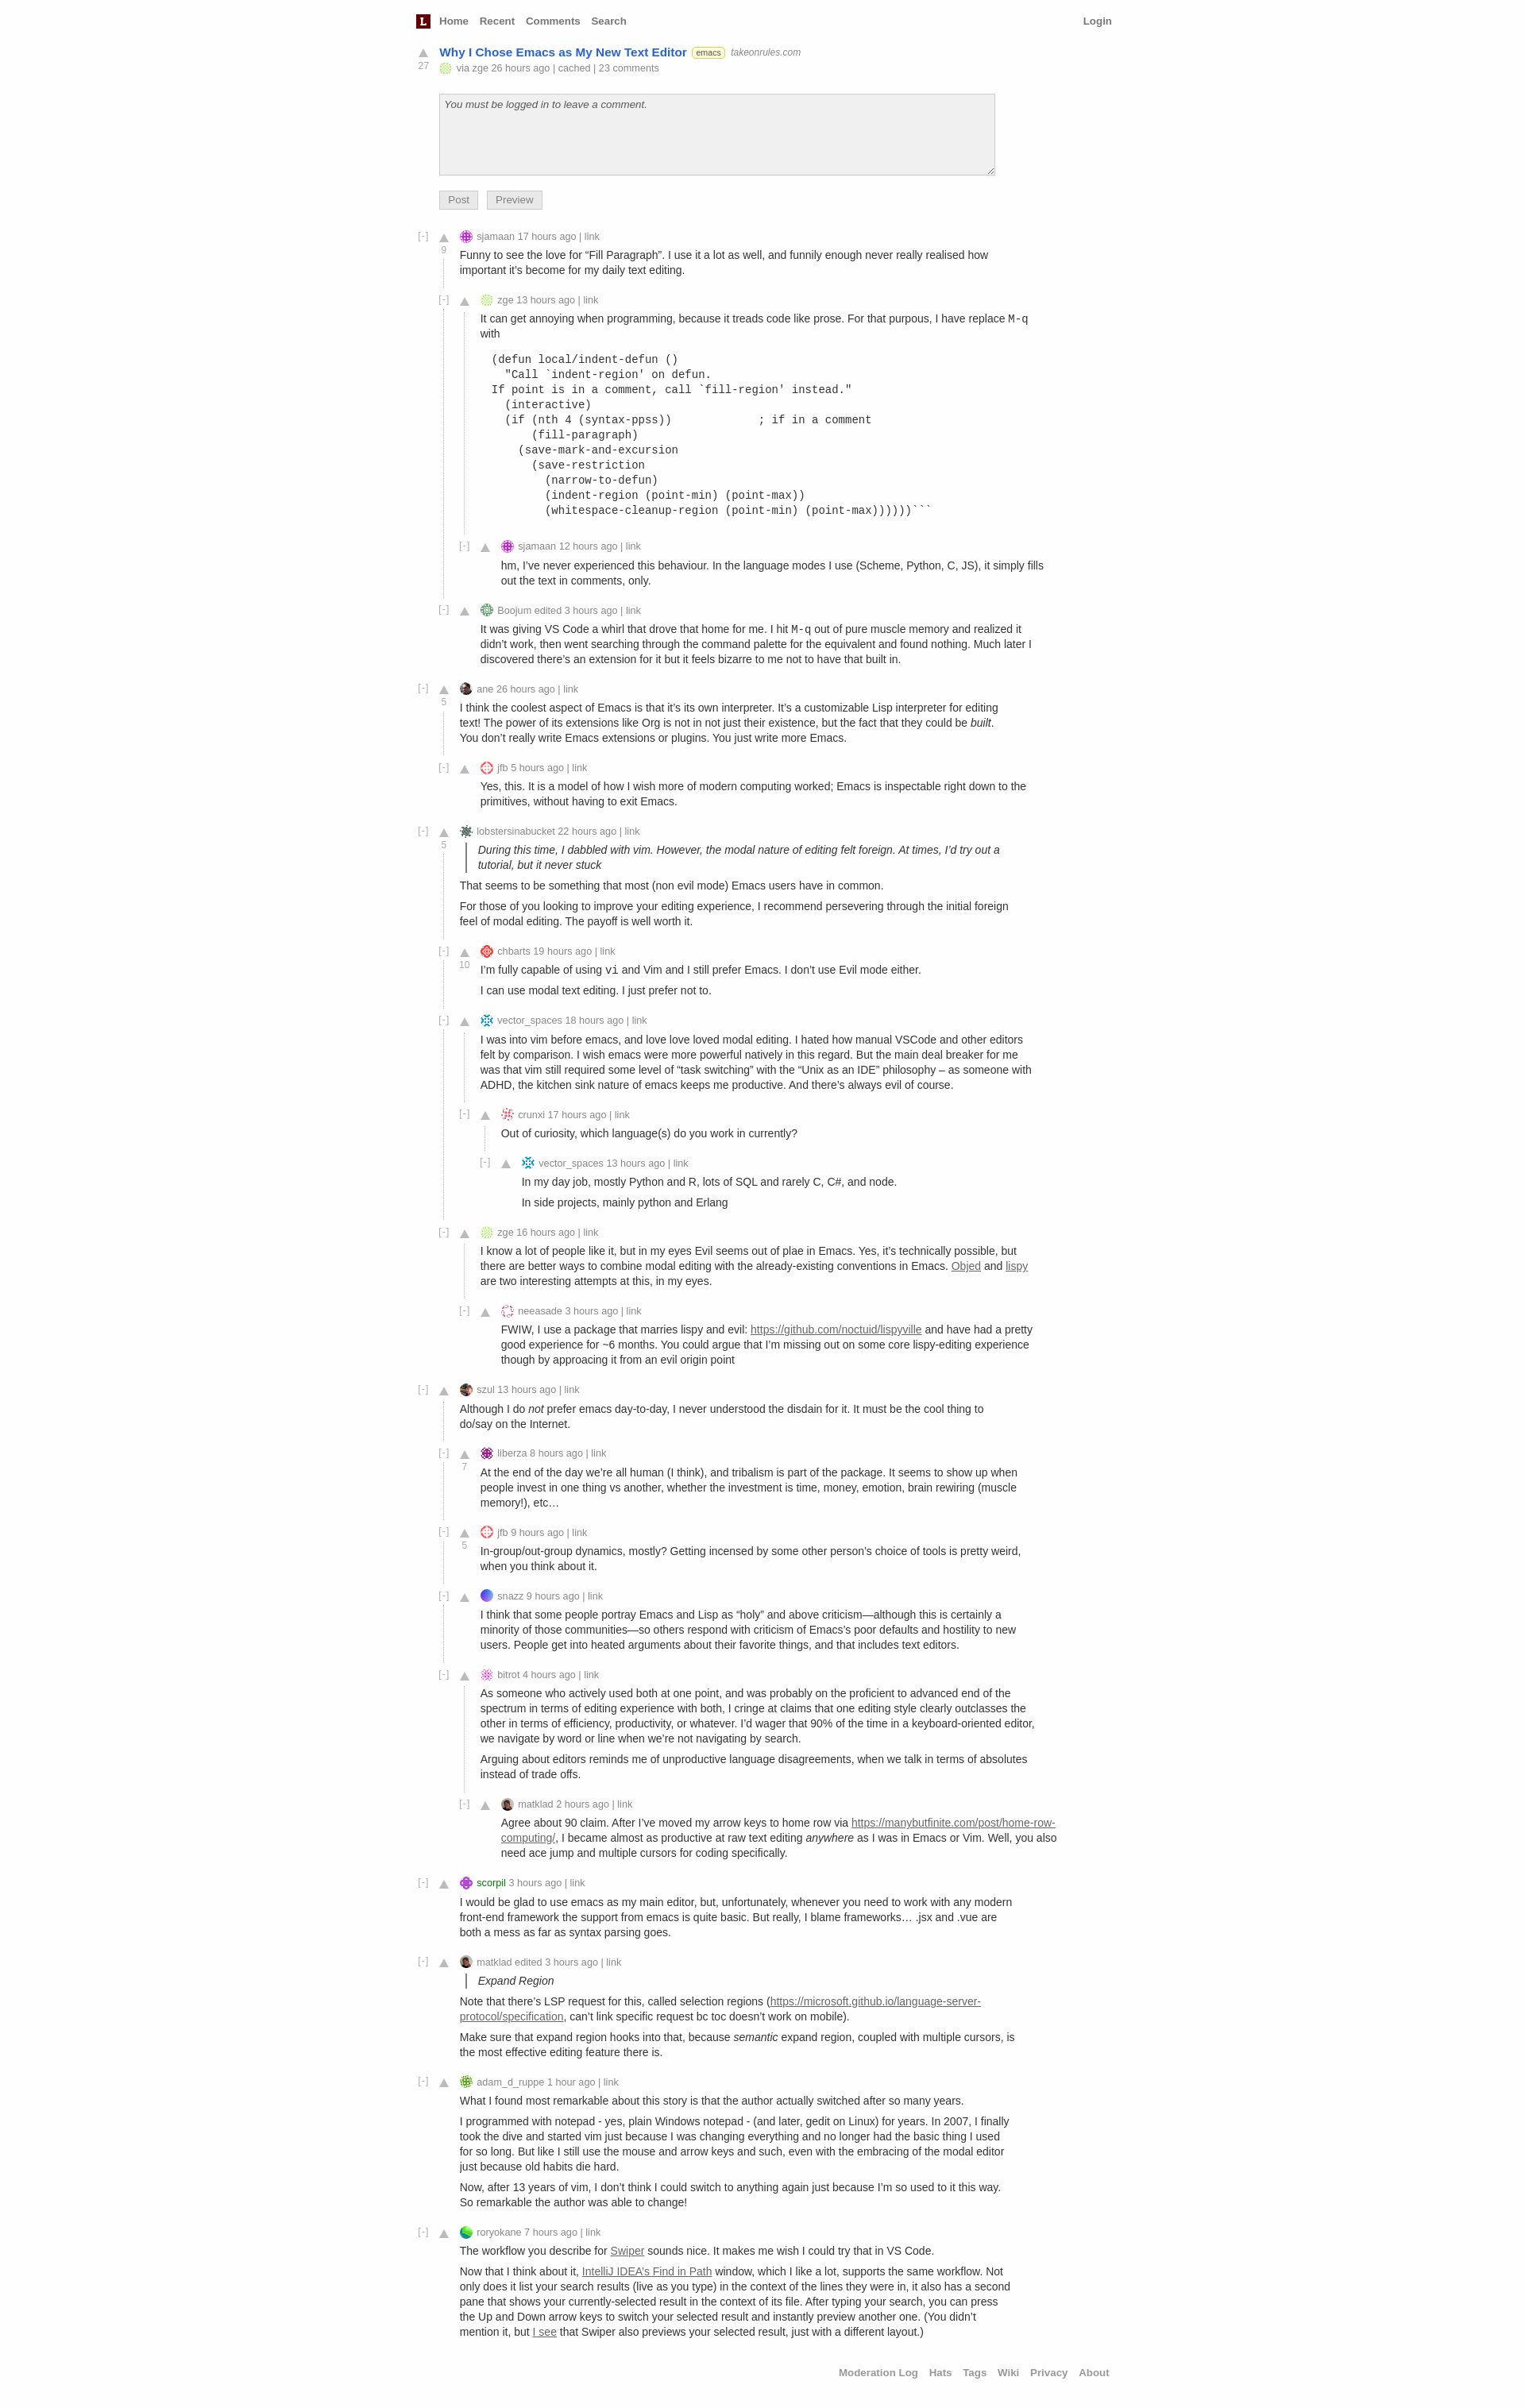 L Home Recent Comments Search Login
Why I Chose Emacs as My New Text Editor emacs takeonrules.com
27 via zge 26 hours ago | cached | 23 comments
You must be logged in to leave a comment.
Post Preview
[-] sjamaan 17 hours ago | link
9
Funny to see the love for “Fill Paragraph”. I use it a lot as well, and funnily enough never really realised how
important it’s become for my daily text editing.
[-] zge 13 hours ago | link
It can get annoying when programming, because it treads code like prose. For that purpous, I have replace M-q
with
(defun local/indent-defun ()
  "Call `indent-region' on defun.
If point is in a comment, call `fill-region' instead."
  (interactive)
  (if (nth 4 (syntax-ppss))             ; if in a comment
      (fill-paragraph)
    (save-mark-and-excursion
      (save-restriction
        (narrow-to-defun)
        (indent-region (point-min) (point-max))
        (whitespace-cleanup-region (point-min) (point-max))))))```
[-] sjamaan 12 hours ago | link
hm, I’ve never experienced this behaviour. In the language modes I use (Scheme, Python, C, JS), it simply fills
out the text in comments, only.
[-] Boojum edited 3 hours ago | link
It was giving VS Code a whirl that drove that home for me. I hit M-q out of pure muscle memory and realized it
didn’t work, then went searching through the command palette for the equivalent and found nothing. Much later I
discovered there’s an extension for it but it feels bizarre to me not to have that built in.
[-] ane 26 hours ago | link
5
I think the coolest aspect of Emacs is that it’s its own interpreter. It’s a customizable Lisp interpreter for editing
text! The power of its extensions like Org is not in not just their existence, but the fact that they could be built.
You don’t really write Emacs extensions or plugins. You just write more Emacs.
[-] jfb 5 hours ago | link
Yes, this. It is a model of how I wish more of modern computing worked; Emacs is inspectable right down to the
primitives, without having to exit Emacs.
[-] lobstersinabucket 22 hours ago | link
5
During this time, I dabbled with vim. However, the modal nature of editing felt foreign. At times, I’d try out a
tutorial, but it never stuck
That seems to be something that most (non evil mode) Emacs users have in common.
For those of you looking to improve your editing experience, I recommend persevering through the initial foreign
feel of modal editing. The payoff is well worth it.
[-] chbarts 19 hours ago | link
10
I’m fully capable of using vi and Vim and I still prefer Emacs. I don’t use Evil mode either.
I can use modal text editing. I just prefer not to.
[-] vector_spaces 18 hours ago | link
I was into vim before emacs, and love love loved modal editing. I hated how manual VSCode and other editors
felt by comparison. I wish emacs were more powerful natively in this regard. But the main deal breaker for me
was that vim still required some level of “task switching” with the “Unix as an IDE” philosophy – as someone with
ADHD, the kitchen sink nature of emacs keeps me productive. And there’s always evil of course.
[-] crunxi 17 hours ago | link
Out of curiosity, which language(s) do you work in currently?
[-] vector_spaces 13 hours ago | link
In my day job, mostly Python and R, lots of SQL and rarely C, C#, and node.
In side projects, mainly python and Erlang
[-] zge 16 hours ago | link
I know a lot of people like it, but in my eyes Evil seems out of plae in Emacs. Yes, it’s technically possible, but
there are better ways to combine modal editing with the already-existing conventions in Emacs. Objed and lispy
are two interesting attempts at this, in my eyes.
[-] neeasade 3 hours ago | link
FWIW, I use a package that marries lispy and evil: https://github.com/noctuid/lispyville and have had a pretty
good experience for ~6 months. You could argue that I’m missing out on some core lispy-editing experience
though by approacing it from an evil origin point
[-] szul 13 hours ago | link
Although I do not prefer emacs day-to-day, I never understood the disdain for it. It must be the cool thing to
do/say on the Internet.
[-] liberza 8 hours ago | link
7
At the end of the day we’re all human (I think), and tribalism is part of the package. It seems to show up when
people invest in one thing vs another, whether the investment is time, money, emotion, brain rewiring (muscle
memory!), etc…
[-] jfb 9 hours ago | link
5
In-group/out-group dynamics, mostly? Getting incensed by some other person’s choice of tools is pretty weird,
when you think about it.
[-] snazz 9 hours ago | link
I think that some people portray Emacs and Lisp as “holy” and above criticism—although this is certainly a
minority of those communities—so others respond with criticism of Emacs’s poor defaults and hostility to new
users. People get into heated arguments about their favorite things, and that includes text editors.
[-] bitrot 4 hours ago | link
As someone who actively used both at one point, and was probably on the proficient to advanced end of the
spectrum in terms of editing experience with both, I cringe at claims that one editing style clearly outclasses the
other in terms of efficiency, productivity, or whatever. I’d wager that 90% of the time in a keyboard-oriented editor,
we navigate by word or line when we’re not navigating by search.
Arguing about editors reminds me of unproductive language disagreements, when we talk in terms of absolutes
instead of trade offs.
[-] matklad 2 hours ago | link
Agree about 90 claim. After I’ve moved my arrow keys to home row via https://manybutfinite.com/post/home-row-
computing/, I became almost as productive at raw text editing anywhere as I was in Emacs or Vim. Well, you also
need ace jump and multiple cursors for coding specifically.
[-] scorpil 3 hours ago | link
I would be glad to use emacs as my main editor, but, unfortunately, whenever you need to work with any modern
front-end framework the support from emacs is quite basic. But really, I blame frameworks… .jsx and .vue are
both a mess as far as syntax parsing goes.
[-] matklad edited 3 hours ago | link
Expand Region
Note that there’s LSP request for this, called selection regions (https://microsoft.github.io/language-server-
protocol/specification, can’t link specific request bc toc doesn’t work on mobile).
Make sure that expand region hooks into that, because semantic expand region, coupled with multiple cursors, is
the most effective editing feature there is.
[-] adam_d_ruppe 1 hour ago | link
What I found most remarkable about this story is that the author actually switched after so many years.
I programmed with notepad - yes, plain Windows notepad - (and later, gedit on Linux) for years. In 2007, I finally
took the dive and started vim just because I was changing everything and no longer had the basic thing I used
for so long. But like I still use the mouse and arrow keys and such, even with the embracing of the modal editor
just because old habits die hard.
Now, after 13 years of vim, I don’t think I could switch to anything again just because I’m so used to it this way.
So remarkable the author was able to change!
[-] roryokane 7 hours ago | link
The workflow you describe for Swiper sounds nice. It makes me wish I could try that in VS Code.
Now that I think about it, IntelliJ IDEA’s Find in Path window, which I like a lot, supports the same workflow. Not
only does it list your search results (live as you type) in the context of the lines they were in, it also has a second
pane that shows your currently-selected result in the context of its file. After typing your search, you can press
the Up and Down arrow keys to switch your selected result and instantly preview another one. (You didn’t
mention it, but I see that Swiper also previews your selected result, just with a different layout.)
Moderation Log Hats Tags Wiki Privacy About